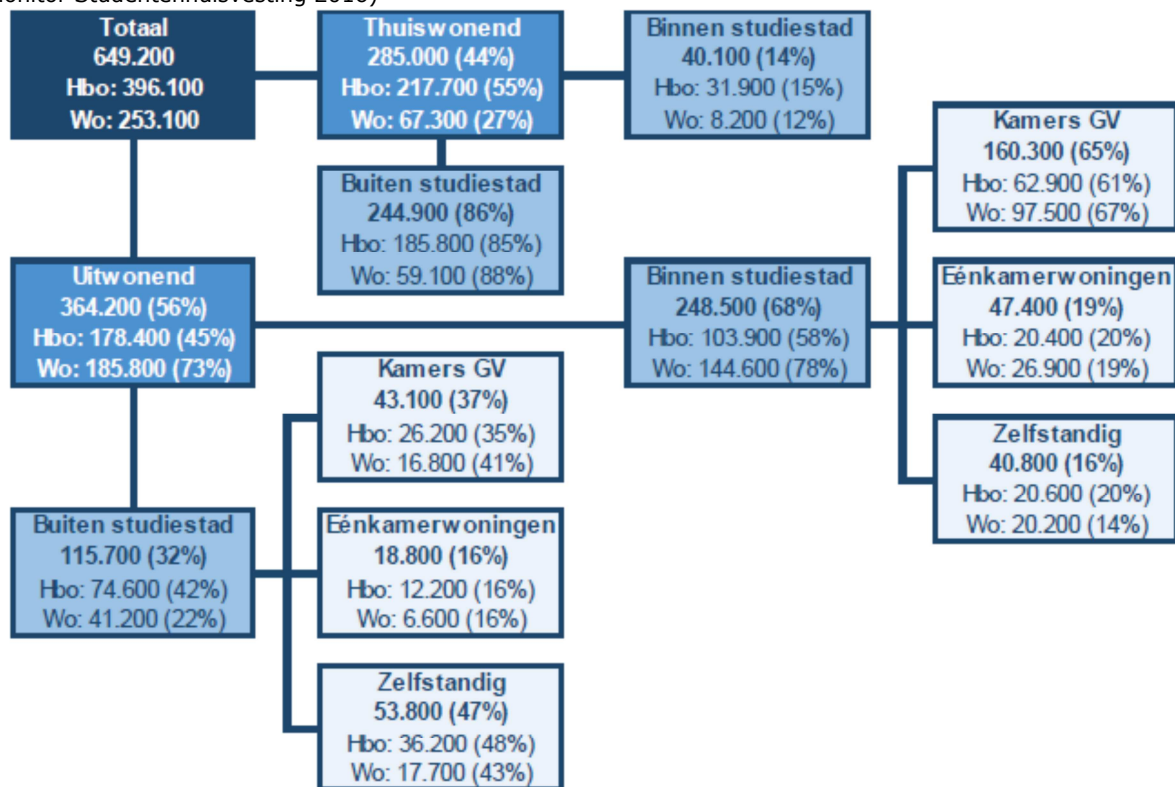 Monitor Studentenhuisvesting 2016)
Totaal
649.200
Hbo: 396.100
Wo: 253.100
Thuiswonend
285.000 (44%)
Hbo: 217.700 (55%)
Wo: 67.300 (27%)
Binnen studiestad
40.100 (14%)
Hbo: 31.900 (15%)
Wo: 8.200 (12%)
Buiten studiestad
244.900 (86%)
Hbo: 185.800 (85%)
Wo: 59.100 (88%)
Kamers GV
160.300 (65%)
Hbo: 62.900 (61%)
Wo: 97.500 (67%)
Uitwonend
364.200 (56%)
Hbo: 178.400 (45%)
Wo: 185.800 (73%)
Binnen studiestad
248.500 (68%)
Hbo: 103.900 (58%)
Wo: 144.600 (78%)
Eénkamerwoningen
47.400 (19%)
Hbo: 20.400 (20%)
Wo: 26.900 (19%)
Kamers GV
43.100 (37%)
Hbo: 26.200 (35%)
Wo: 16.800 (41%)
Zelfstandig
40.800 (16%)
Hbo: 20.600 (20%)
Wo: 20.200 (14%)
Buiten studiestad
115.700 (32%)
Hbo: 74.600 (42%)
Wo: 41.200 (22%)
Eénkamerwoningen
18.800 (16%)
Hbo: 12.200 (16%)
Wo: 6.600 (16%)
Zelfstandig
53.800 (47%)
Hbo: 36.200 (48%)
Wo: 17.700 (43%)